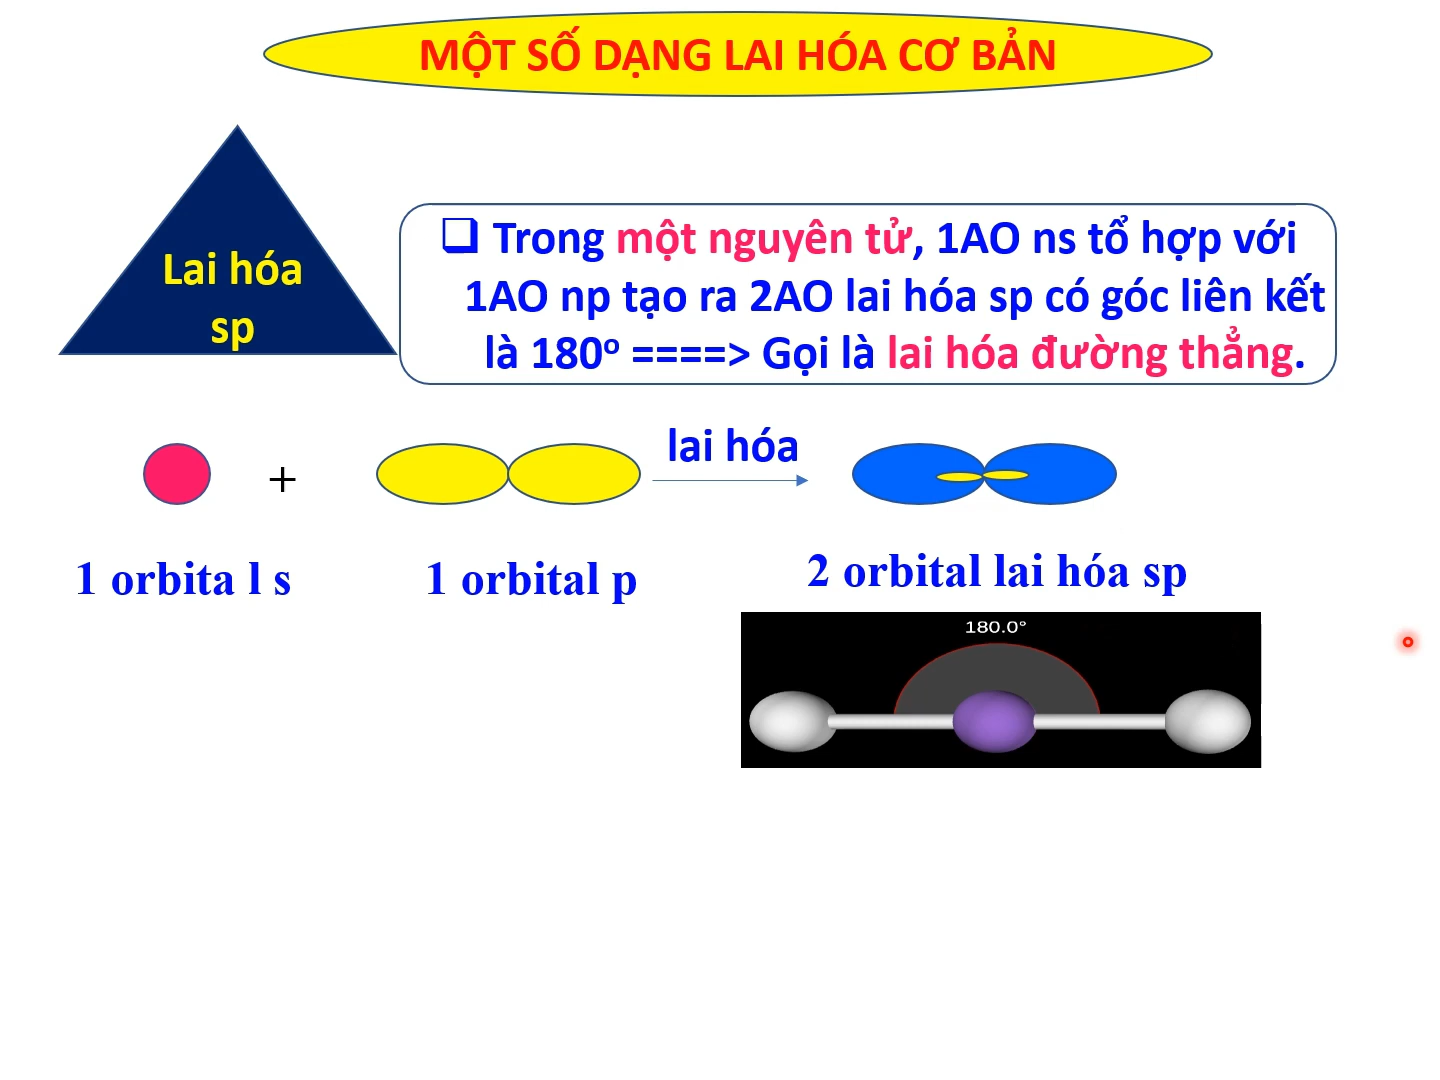 MỘT SỐ DẠNG LAI HÓA CƠ BẢN
Lai hóa
sp
Trong một nguyên tử, 1AO ns tổ hợp với
1AO np tạo ra 2AO lai hóa sp có góc liên kết
là 180º ====> Gọi là lai hóa đường thẳng.
lai hóa
+
1 orbita l s
1 orbital p
2 orbital lai hóa sp
180.0°